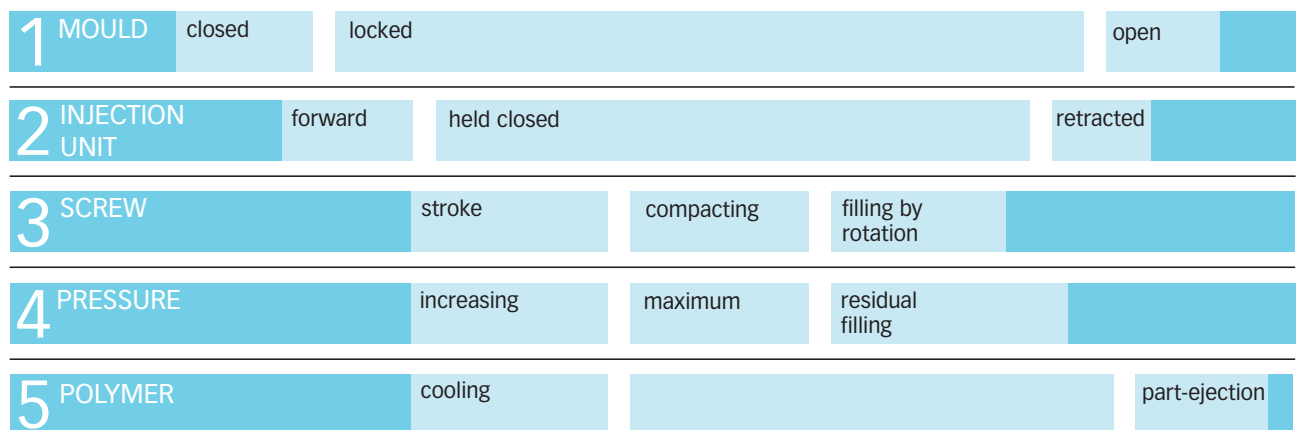 1 MOULD closed locked open
2 INJECTION UNIT forward held closed retracted
3 SCREW stroke compacting filling by rotation
4 PRESSURE increasing maximum residual filling
5 POLYMER cooling part-ejection